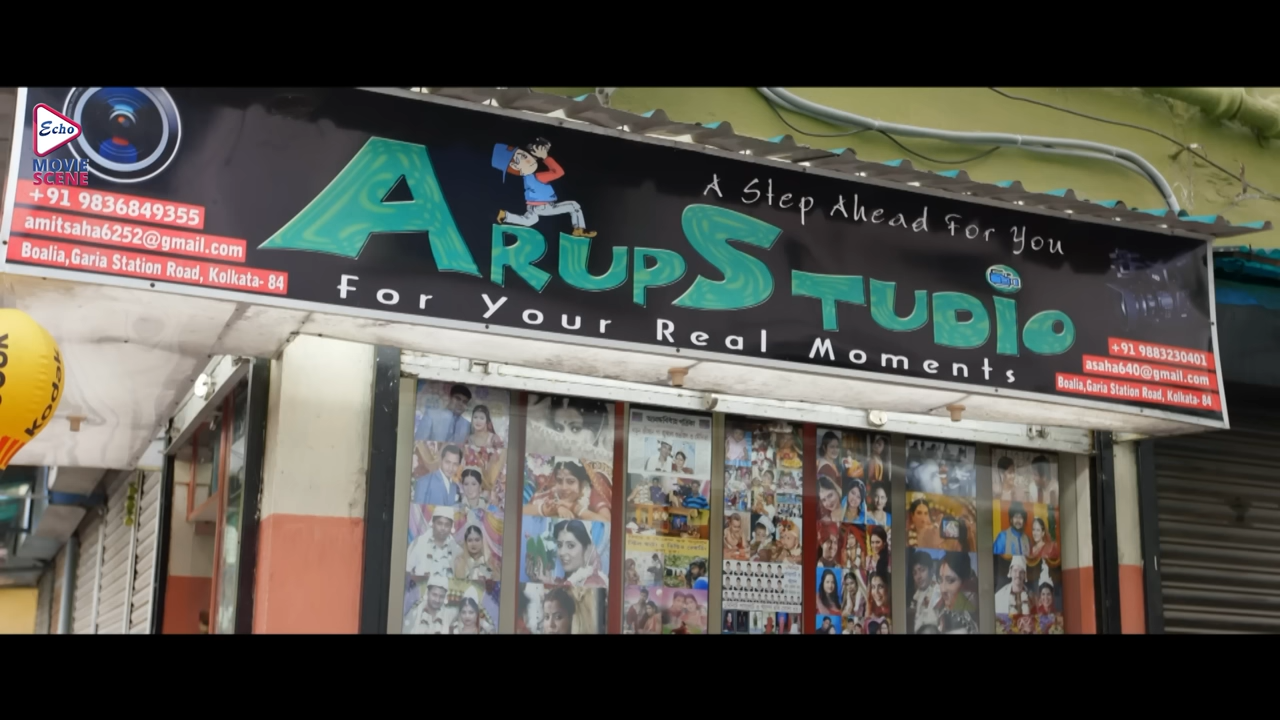 Echo
MOVIE
SCENE
+91 9836849355
amitsaha6252@gmail.com
Boalia,Garia Station Road, Kolkata- 84
A Step Ahead For You
ARUP STUDIO
For Your Real Moments
+91 9883230401
asaha640@gmail.com
Boalia,Garia Station Road, Kolkata- 84
Kodak